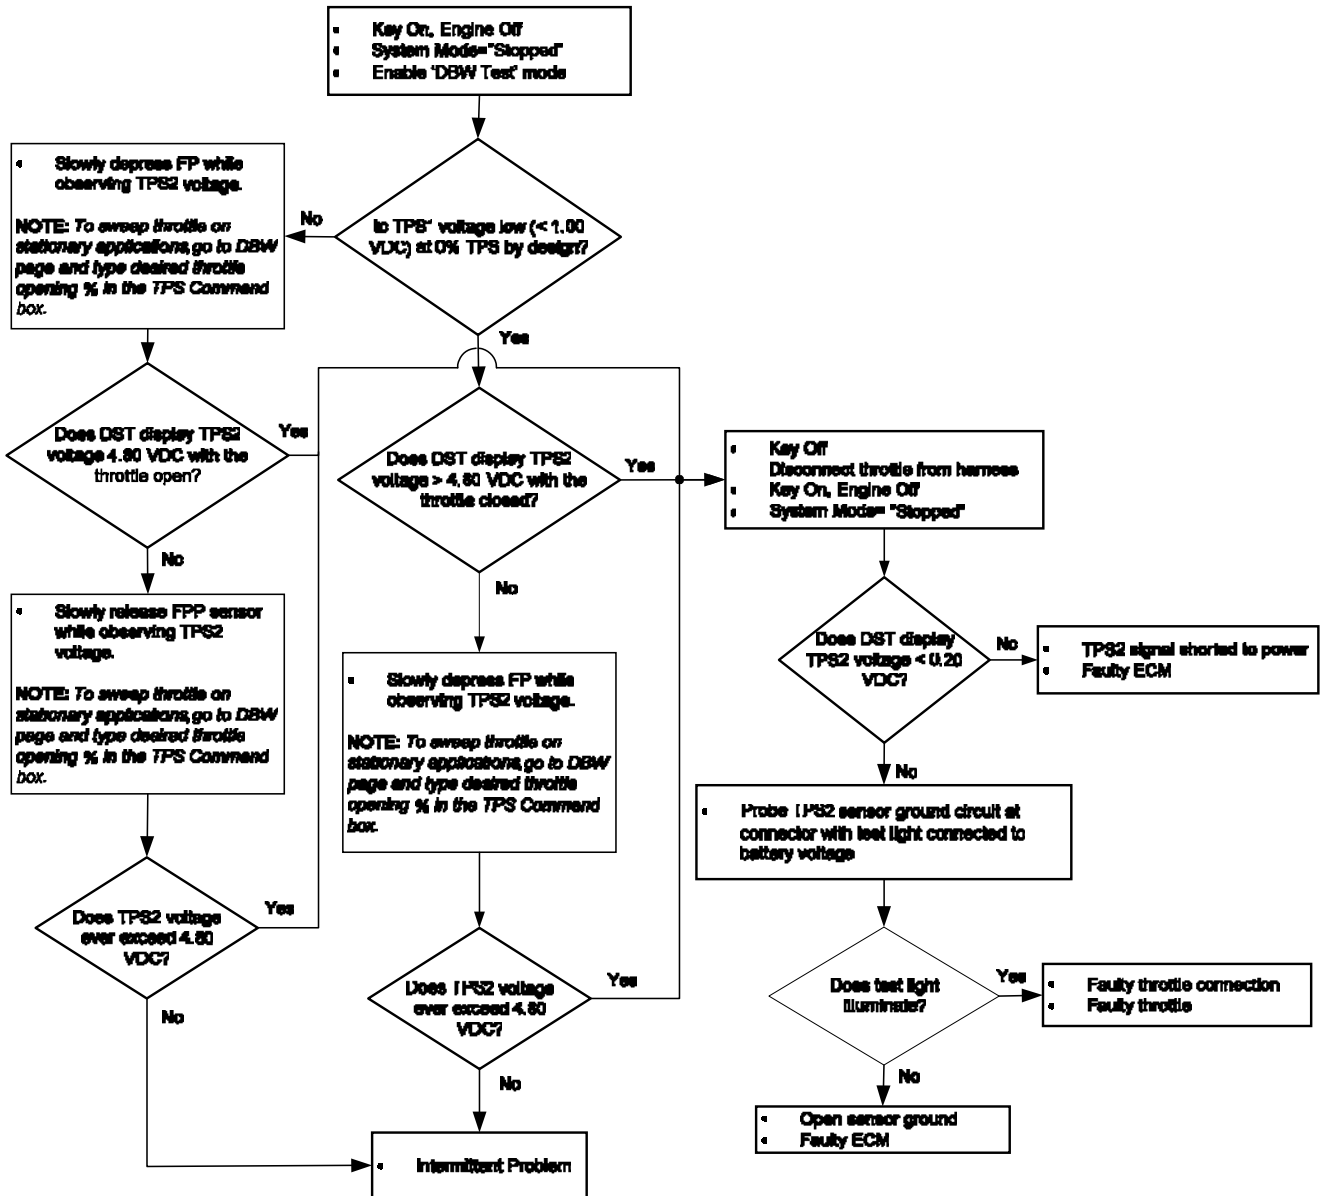 • Key On, Engine Off
• System Mode="Stopped"
• Enable 'DBW Test' mode
• Slowly depress FP while
observing TPS2 voltage.
NOTE: To sweep throttle on
stationary applications, go to DBW
page and type desired throttle
opening % in the TPS Command
box.
No
Is TPS1 voltage low (< 1.00
VDC) at 0% TPS by design?
Yes
Does DST display TPS2
voltage 4.80 VDC with the
throttle open?
Yes
Does DST display TPS2
voltage > 4.80 VDC with the
throttle closed?
Yes
• Key Off
Disconnect throttle from harness
• Key On, Engine Off
• System Mode= "Stopped"
No
No
• Slowly release FPP sensor
while observing TPS2
voltage.
NOTE: To sweep throttle on
stationary applications, go to DBW
page and type desired throttle
opening % in the TPS Command
box.
• Slowly depress FP while
observing TPS2 voltage.
NOTE: To sweep throttle on
stationary applications, go to DBW
page and type desired throttle
opening % in the TPS Command
box.
Does DST display
TPS2 voltage < 0.20
VDC?
No
• TPS2 signal shorted to power
• Faulty ECM
No
• Probe TPS2 sensor ground circuit at
connector with test light connected to
battery voltage
Does TPS2 voltage
ever exceed 4.80
VDC?
Yes
Does TPS2 voltage
ever exceed 4.80
VDC?
Yes
Does test light
illuminate?
Yes
• Faulty throttle connection
• Faulty throttle
No
No
No
• Open sensor ground
• Faulty ECM
• Intermittent Problem